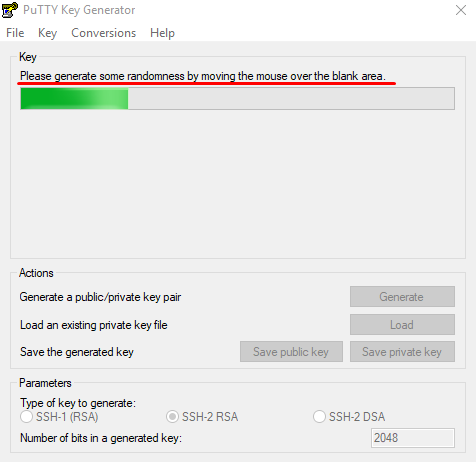 PuTTY Key Generator
File Key Conversions Help
Key
Please generate some randomness by moving the mouse over the blank area.
Actions
Generate a public/private key pair Generate
Load an existing private key file Load
Save the generated key Save public key Save private key
Parameters
Type of key to generate:
SSH-1 (RSA) SSH-2 RSA SSH-2 DSA
Number of bits in a generated key: 2048